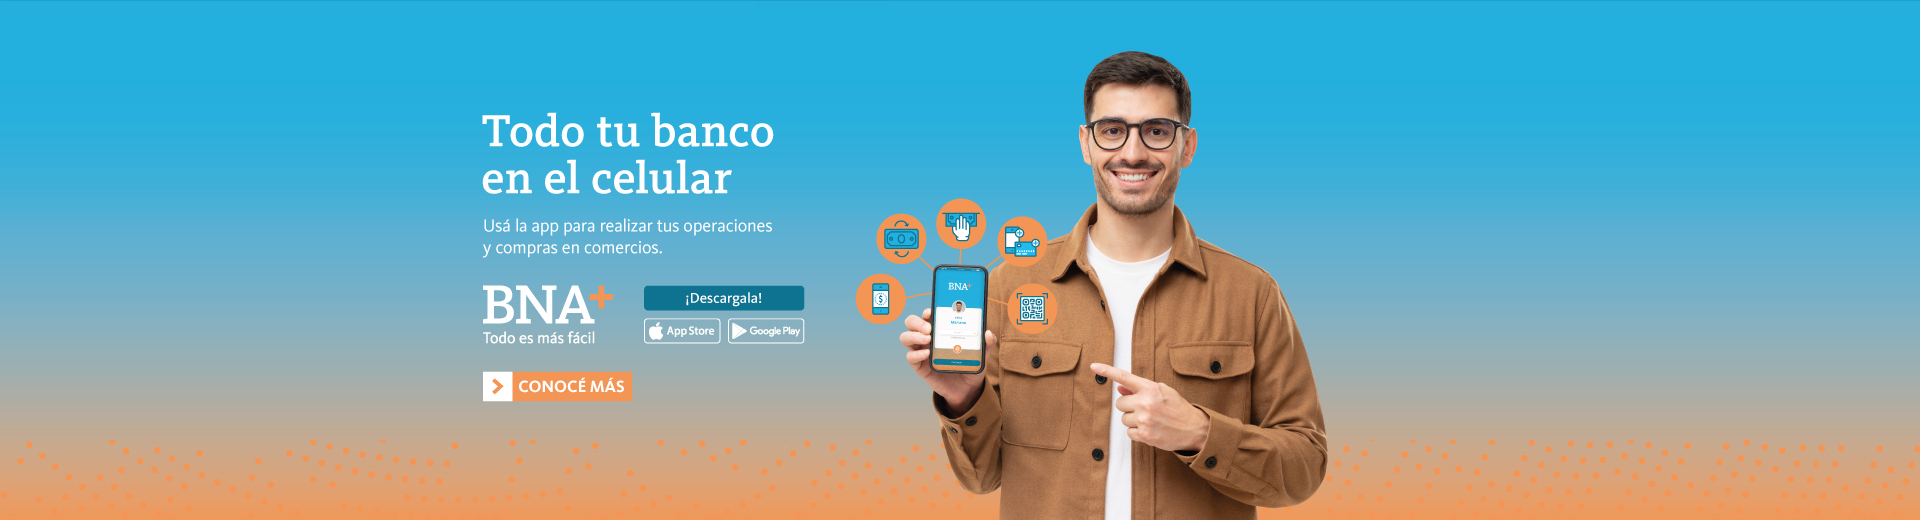 Todo tu banco
en el celular
Usá la app para realizar tus operaciones
y compras en comercios.
BNA+
Todo es más fácil
¡Descargala!
App Store
Google Play
CONOCÉ MÁS
BNA+